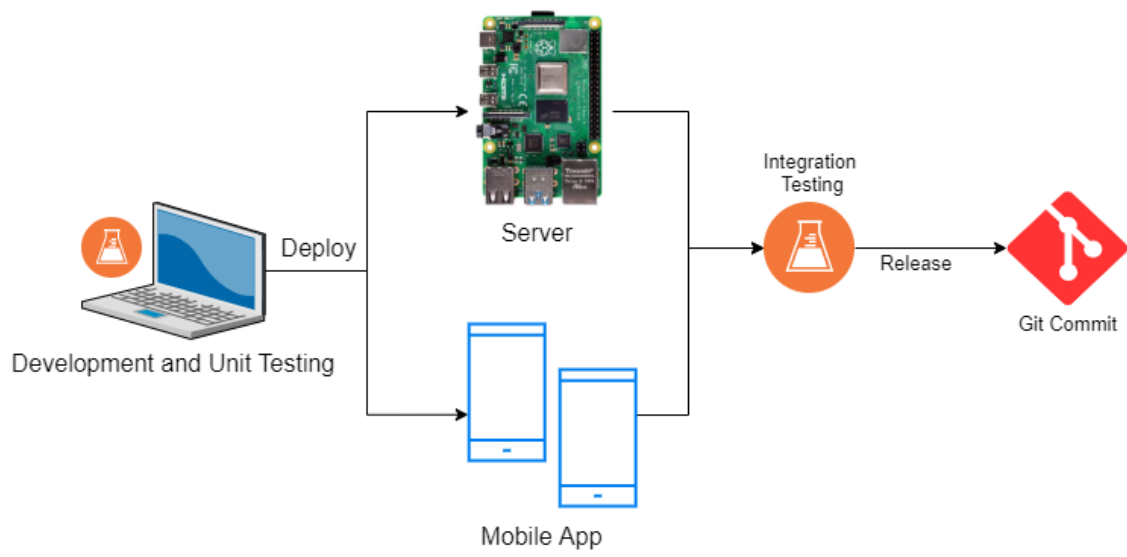 Integration
Testing
Server
Deploy
Release
Git Commit
Development and Unit Testing
Mobile App